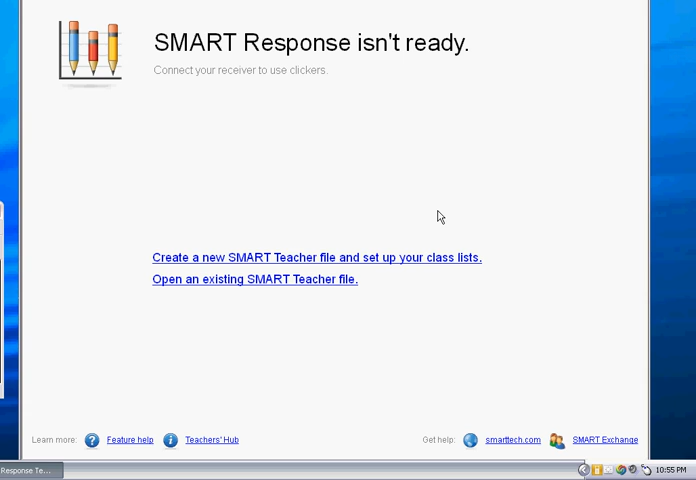 SMART Response isn't ready.
Connect your receiver to use clickers.
Create a new SMART Teacher file and set up your class lists.
Open an existing SMART Teacher file.
Learn more: Feature help Teachers' Hub Get help: smarttech.com SMART Exchange
Response Te... 10:55 PM